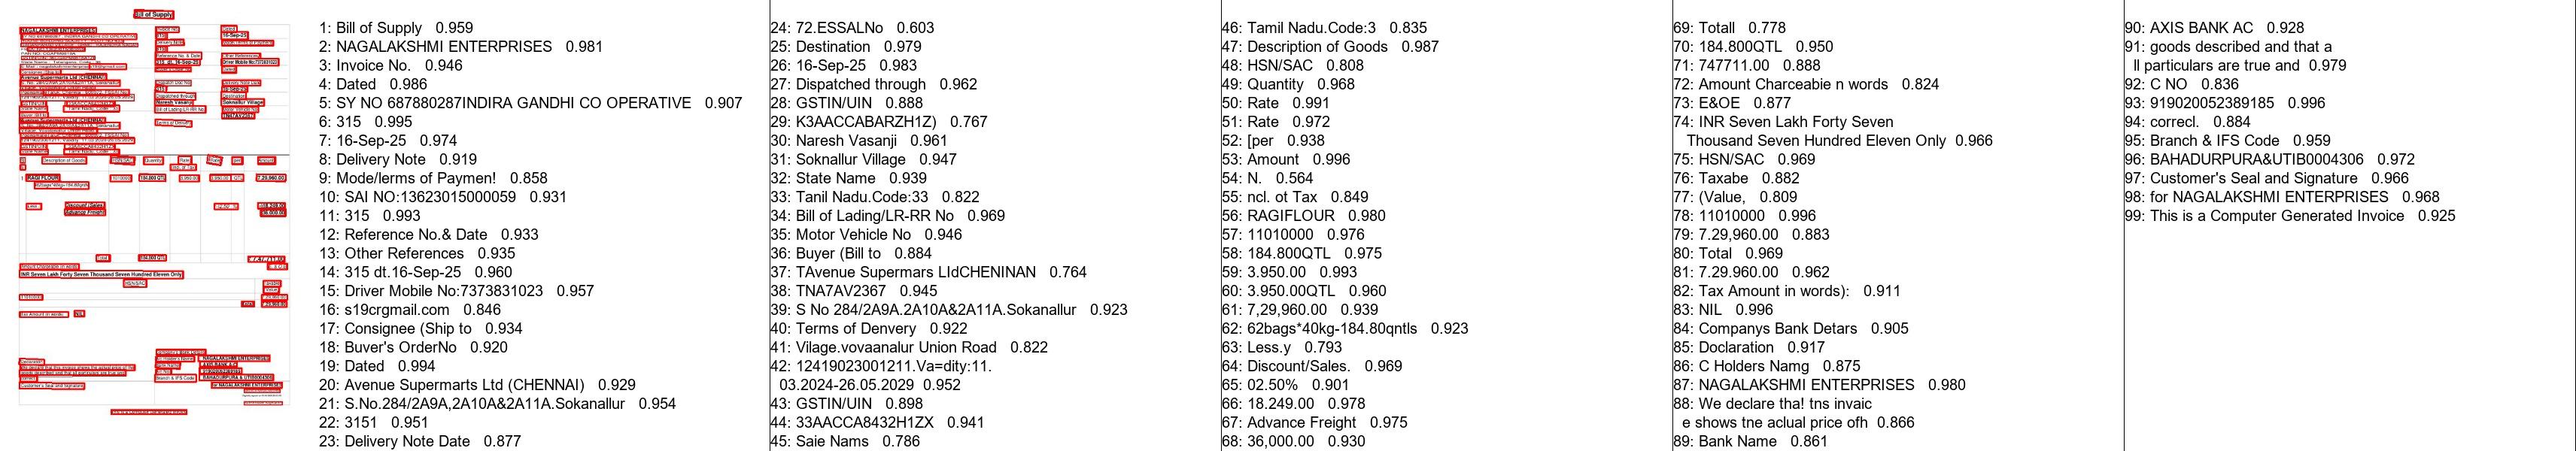 Bill of Supply
1: Bill of Supply 0.959
2: NAGALAKSHMI ENTERPRISES 0.981
3: Invoice No. 0.946
4: Dated 0.986
5: SY NO 687880287INDIRA GANDHI CO OPERATIVE 0.907
6: 315 0.995
7: 16-Sep-25 0.974
8: Delivery Note 0.919
9: Mode/lerms of Paymen! 0.858
10: SAI NO:13623015000059 0.931
11: 315 0.993
12: Reference No.& Date 0.933
13: Other References 0.935
14: 315 dt.16-Sep-25 0.960
15: Driver Mobile No:7373831023 0.957
16: s19crgmail.com 0.846
17: Consignee (Ship to 0.934
18: Buyer's OrderNo 0.920
19: Dated 0.994
20: Avenue Supermarts Ltd (CHENNAI) 0.929
21: S.No.284/2A9A,2A10A&2A11A.Sokanallur 0.954
22: 3151 0.951
23: Delivery Note Date 0.877
24: 72.ESSALNo 0.603
25: Destination 0.979
26: 16-Sep-25 0.983
27: Dispatched through 0.962
28: GSTIN/UIN 0.888
29: K3AACCABARZH1Z) 0.767
30: Naresh Vasanji 0.961
31: Soknallur Village 0.947
32: State Name 0.939
33: Tanil Nadu.Code:33 0.822
34: Bill of Lading/LR-RR No 0.969
35: Motor Vehicle No 0.946
36: Buyer (Bill to 0.884
37: TAvenue Supermars LIdCHENINAN 0.764
38: TNA7AV2367 0.945
39: S No 284/2A9A.2A10A&2A11A.Sokanallur 0.923
40: Terms of Denvery 0.922
41: Vilage.vovaanalur Union Road 0.822
42: 12419023001211.Va=dity:11.
03.2024-26.05.2029 0.952
43: GSTIN/UIN 0.898
44: 33AACCA8432H1ZX 0.941
45: Saie Nams 0.786
46: Tamil Nadu.Code:3 0.835
47: Description of Goods 0.987
48: HSN/SAC 0.808
49: Quantity 0.968
50: Rate 0.991
51: Rate 0.972
52: [per 0.938
53: Amount 0.996
54: N. 0.564
55: ncl. ot Tax 0.849
56: RAGIFLOUR 0.980
57: 11010000 0.976
58: 184.800QTL 0.975
59: 3.950.00 0.993
60: 3.950.00QTL 0.960
61: 7,29,960.00 0.939
62: 62bags*40kg-184.80qntls 0.923
63: Less.y 0.793
64: Discount/Sales. 0.969
65: 02.50% 0.901
66: 18.249.00 0.978
67: Advance Freight 0.975
68: 36,000.00 0.930
69: Totall 0.778
70: 184.800QTL 0.950
71: 747711.00 0.888
72: Amount Charceabie n words 0.824
73: E&OE 0.877
74: INR Seven Lakh Forty Seven
Thousand Seven Hundred Eleven Only 0.966
75: HSN/SAC 0.969
76: Taxabe 0.882
77: (Value, 0.809
78: 11010000 0.996
79: 7.29,960.00 0.883
80: Total 0.969
81: 7.29.960.00 0.962
82: Tax Amount in words): 0.911
83: NIL 0.996
84: Companys Bank Detars 0.905
85: Doclaration 0.917
86: C Holders Namg 0.875
87: NAGALAKSHMI ENTERPRISES 0.980
88: We declare tha! tns invaic
e shows tne aclual price ofh 0.866
89: Bank Name 0.861
90: AXIS BANK AC 0.928
91: goods described and that a
ll particulars are true and 0.979
92: C NO 0.836
93: 919020052389185 0.996
94: correcl. 0.884
95: Branch & IFS Code 0.959
96: BAHADURPURA&UTIB0004306 0.972
97: Customer's Seal and Signature 0.966
98: for NAGALAKSHMI ENTERPRISES 0.968
99: This is a Computer Generated Invoice 0.925